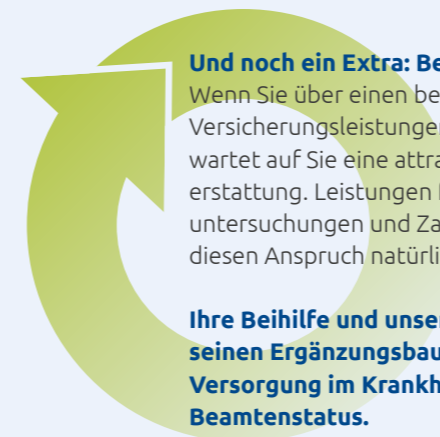 Und noch ein Extra: Be
Wenn Sie über einen be
Versicherungsleistungen
wartet auf Sie eine attra
erstattung. Leistungen
untersuchungen und Za
diesen Anspruch natürli
Ihre Beihilfe und unser
seinen Ergänzungsbau
Versorgung im Krankh
Beamtenstatus.